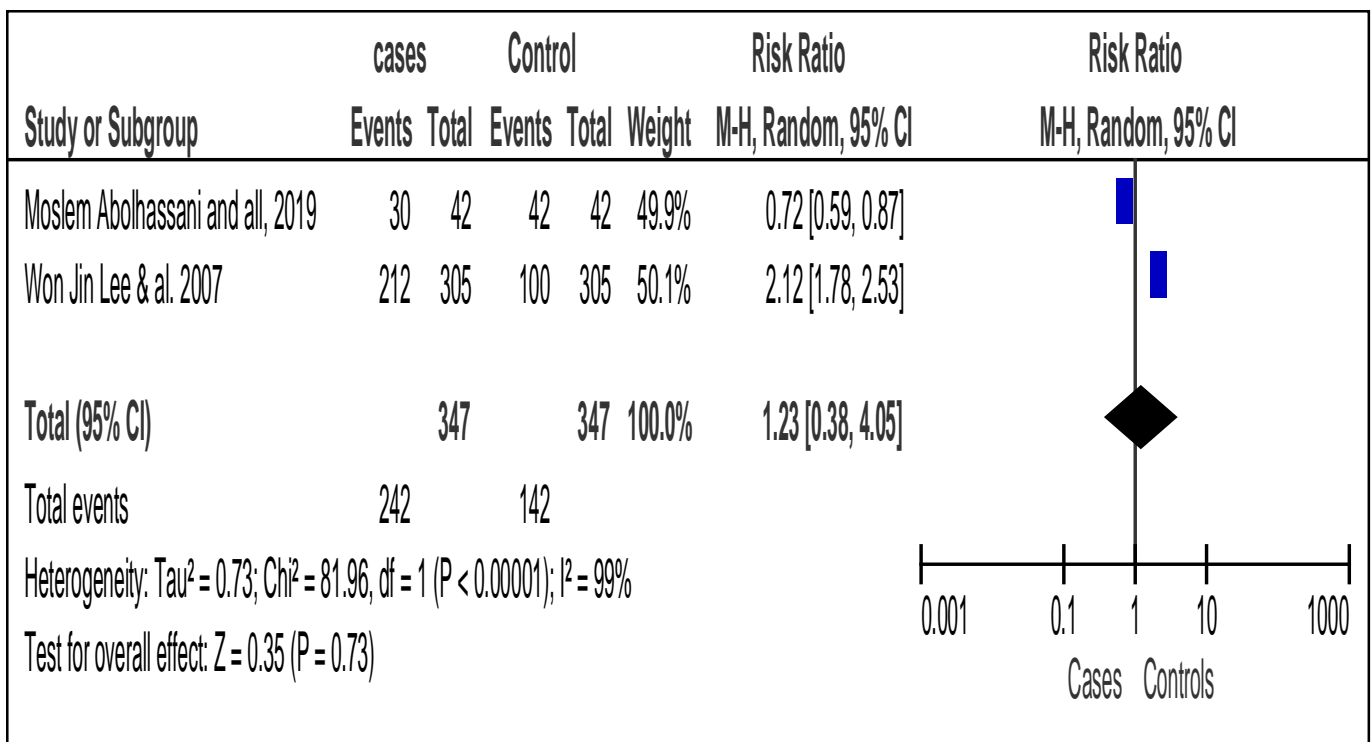 cases Control Risk Ratio Risk Ratio
Study or Subgroup Events Total Events Total Weight M-H, Random, 95% CI M-H, Random, 95% CI
Moslem Abolhassani and all, 2019 30 42 42 42 49.9% 0.72 [0.59, 0.87]
Won Jin Lee & al. 2007 212 305 100 305 50.1% 2.12 [1.78, 2.53]
Total (95% CI) 347 347 100.0% 1.23 [0.38, 4.05]
Total events 242 142
Heterogeneity: Tau² = 0.73; Chi² = 81.96, df = 1 (P < 0.00001); I² = 99%
Test for overall effect: Z = 0.35 (P = 0.73)
0.001 0.1 1 10 1000
Cases Controls